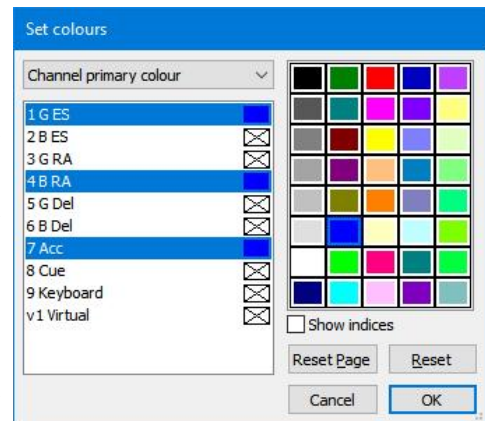 Set colours
Channel primary colour
1 G ES
2 B ES
3 G RA
4 B RA
5 G Del
6 B Del
7 Acc
8 Cue
9 Keyboard
v1 Virtual
Show indices
Reset Page Reset
Cancel OK